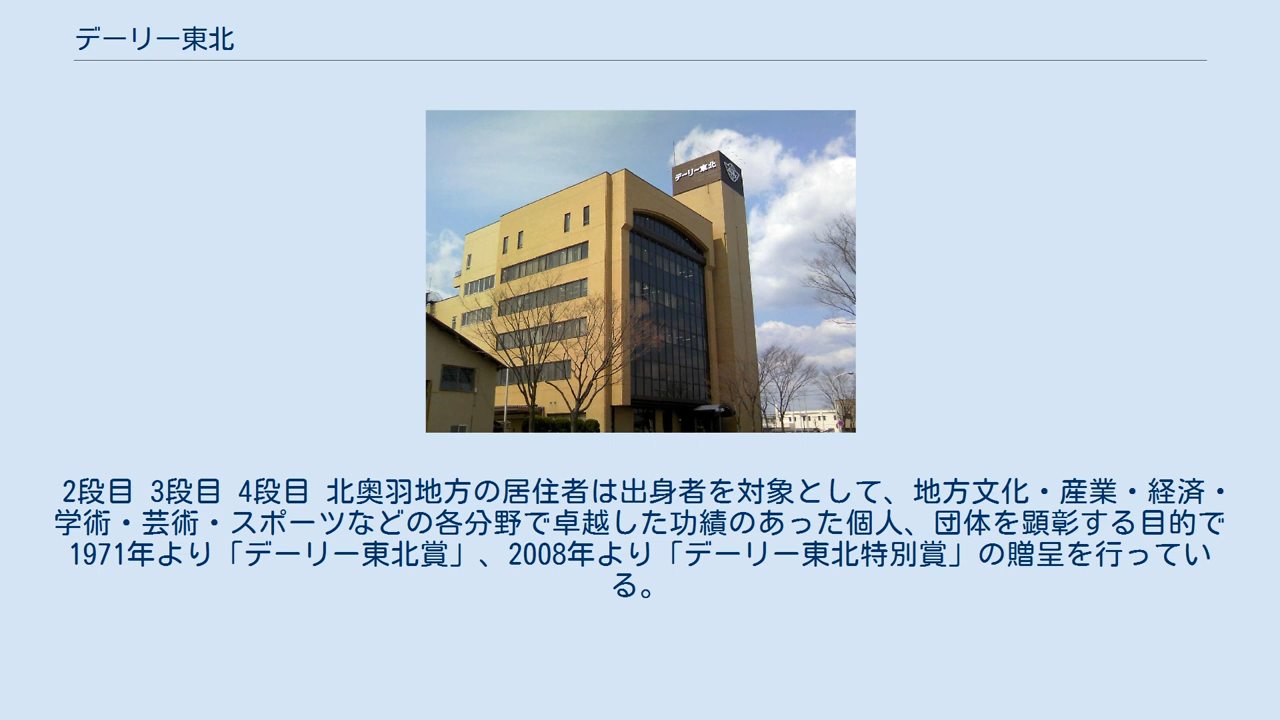 デーリー東北
デーリー東北
2段目 3段目 4段目 北奥羽地方の居住者は出身者を対象として、地方文化・産業・経済・
学術・芸術・スポーツなどの各分野で卓越した功績のあった個人、団体を顕彰する目的で
1971年より「デーリー東北賞」、2008年より「デーリー東北特別賞」の贈呈を行ってい
る。